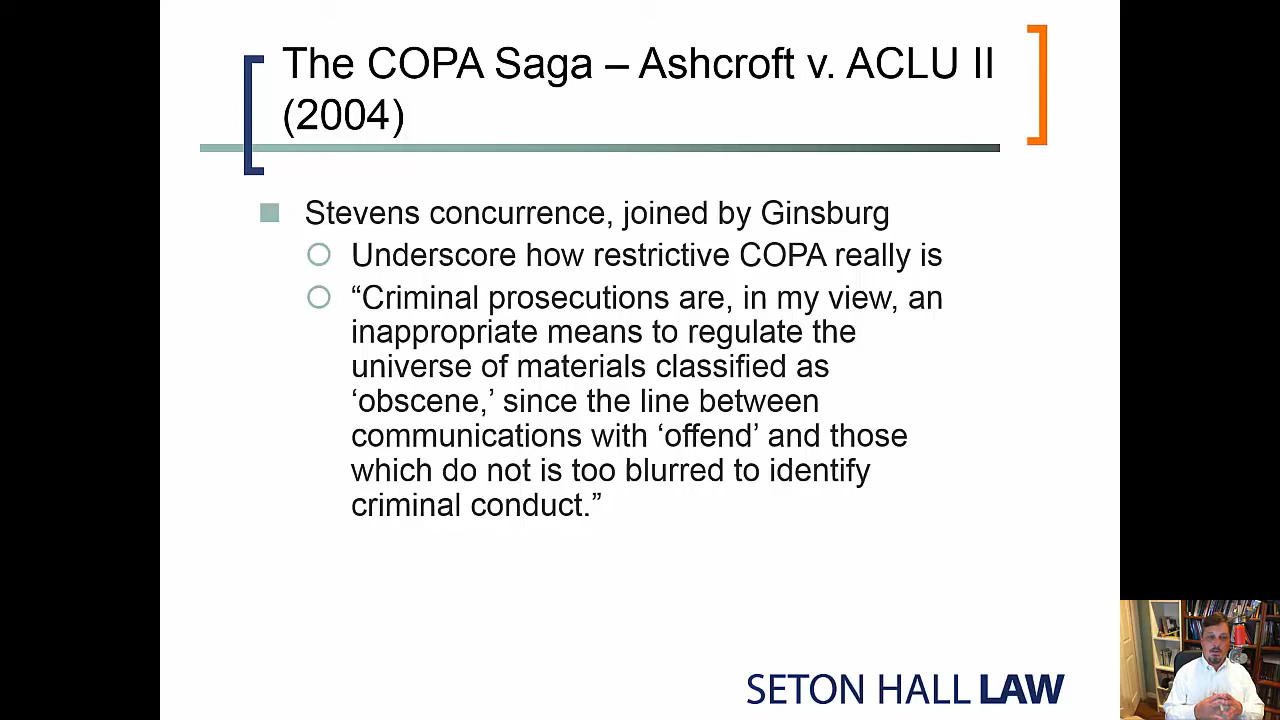 The COPA Saga – Ashcroft v. ACLU II
(2004)
Stevens concurrence, joined by Ginsburg
Underscore how restrictive COPA really is
“Criminal prosecutions are, in my view, an
inappropriate means to regulate the
universe of materials classified as
‘obscene,’ since the line between
communications with ‘offend’ and those
which do not is too blurred to identify
criminal conduct.”
SETON HALL LAW